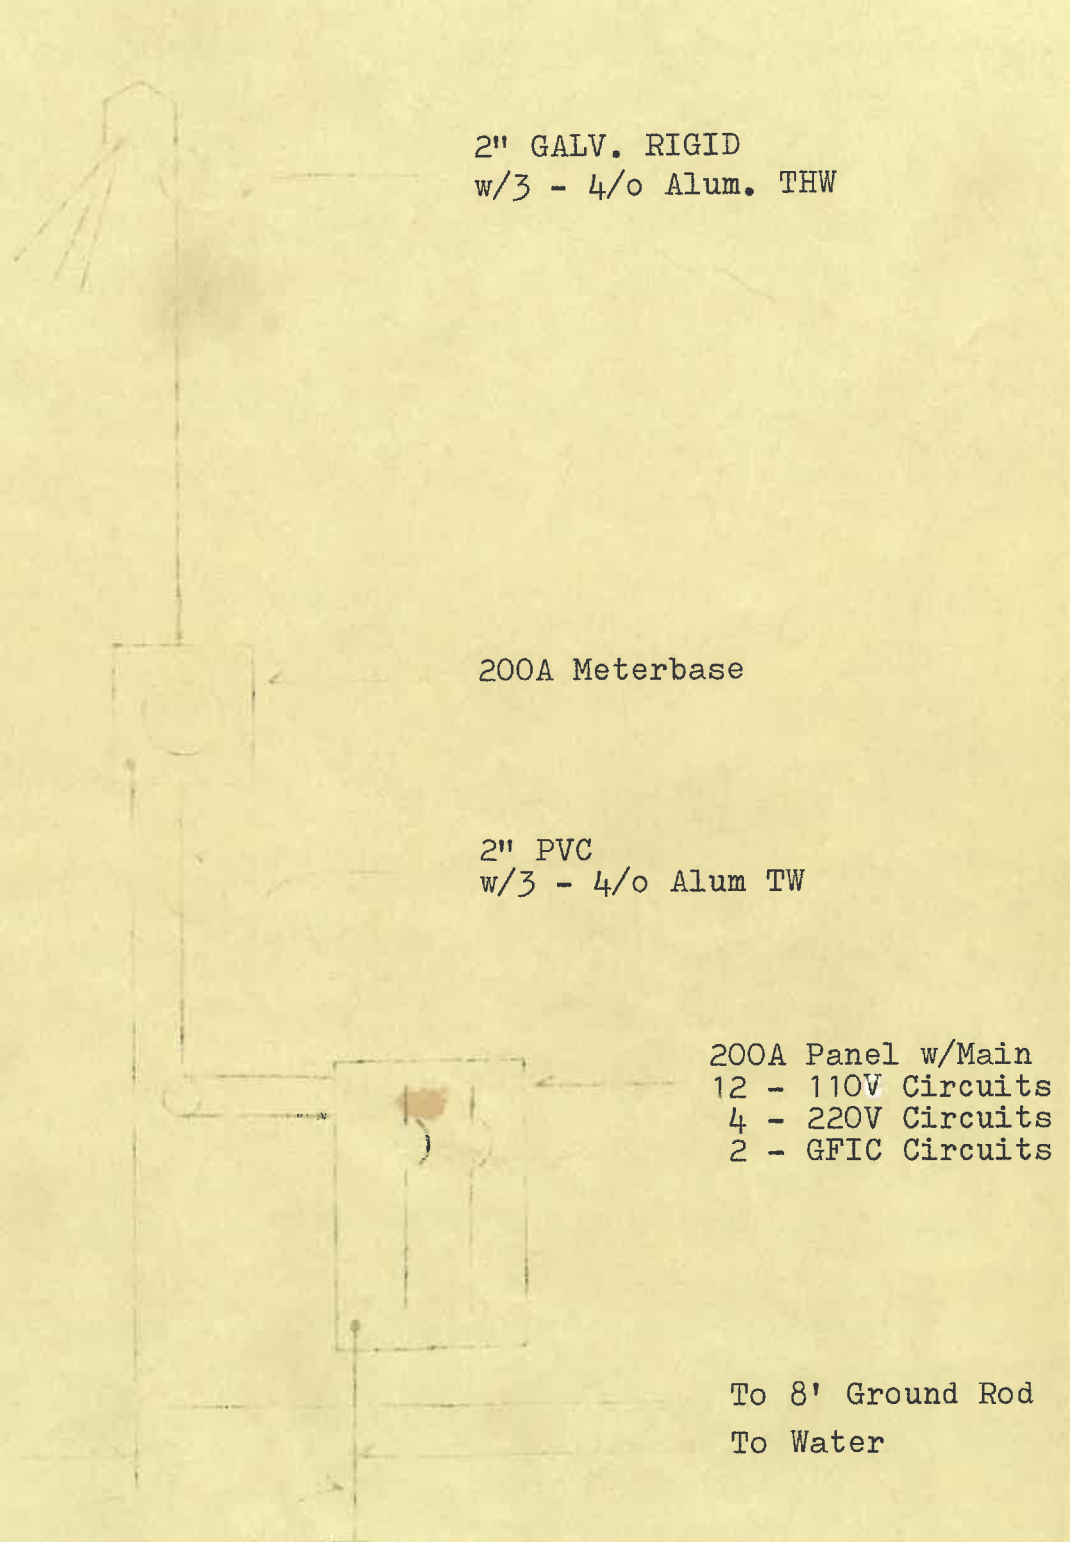 2" GALV. RIGID
w/3 - 4/o Alum. THW
200A Meterbase
2" PVC
w/3 - 4/o Alum TW
200A Panel w/Main
12 - 110V Circuits
4 - 220V Circuits
2 - GFIC Circuits
To 8' Ground Rod
To Water